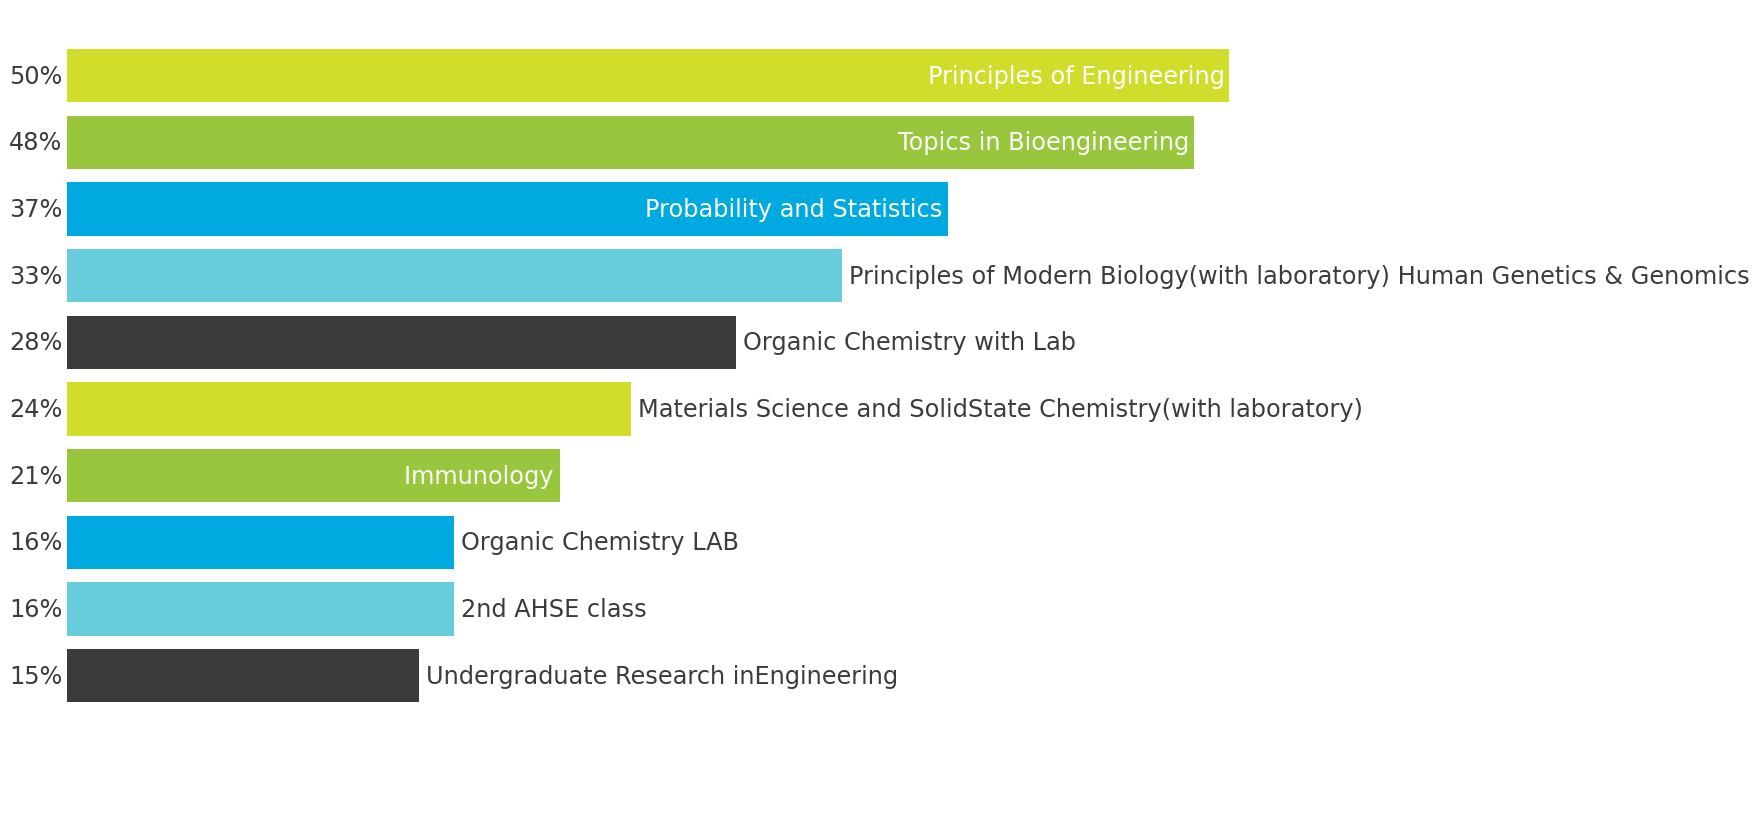 50% Principles of Engineering
48% Topics in Bioengineering
37% Probability and Statistics
33% Principles of Modern Biology(with laboratory) Human Genetics & Genomics
28% Organic Chemistry with Lab
24% Materials Science and SolidState Chemistry(with laboratory)
21% Immunology
16% Organic Chemistry LAB
16% 2nd AHSE class
15% Undergraduate Research inEngineering